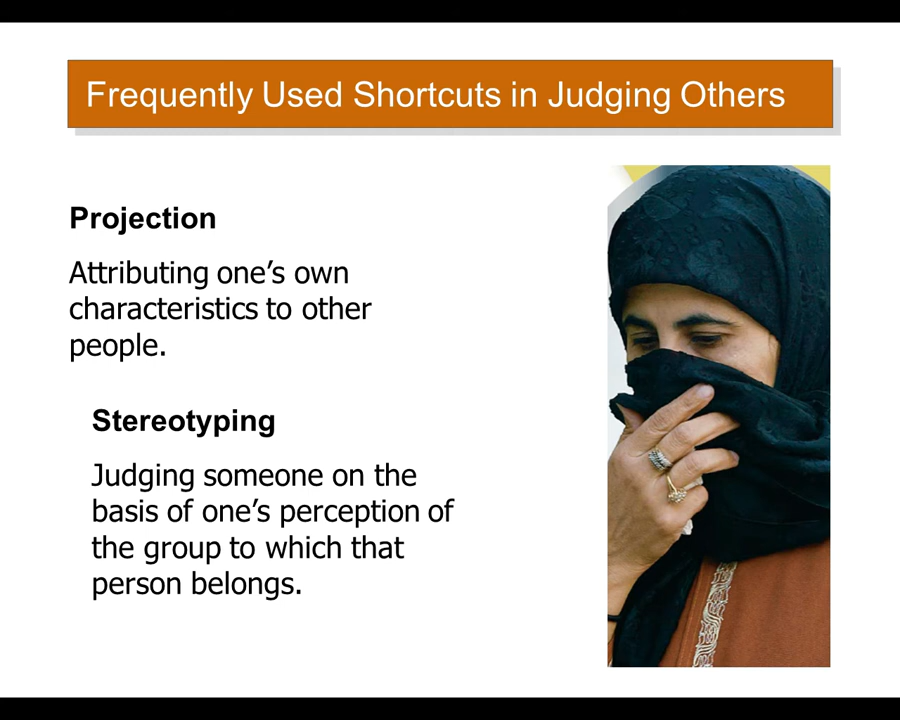 Frequently Used Shortcuts in Judging Others
Projection
Attributing one’s own
characteristics to other
people.
Stereotyping
Judging someone on the
basis of one’s perception of
the group to which that
person belongs.